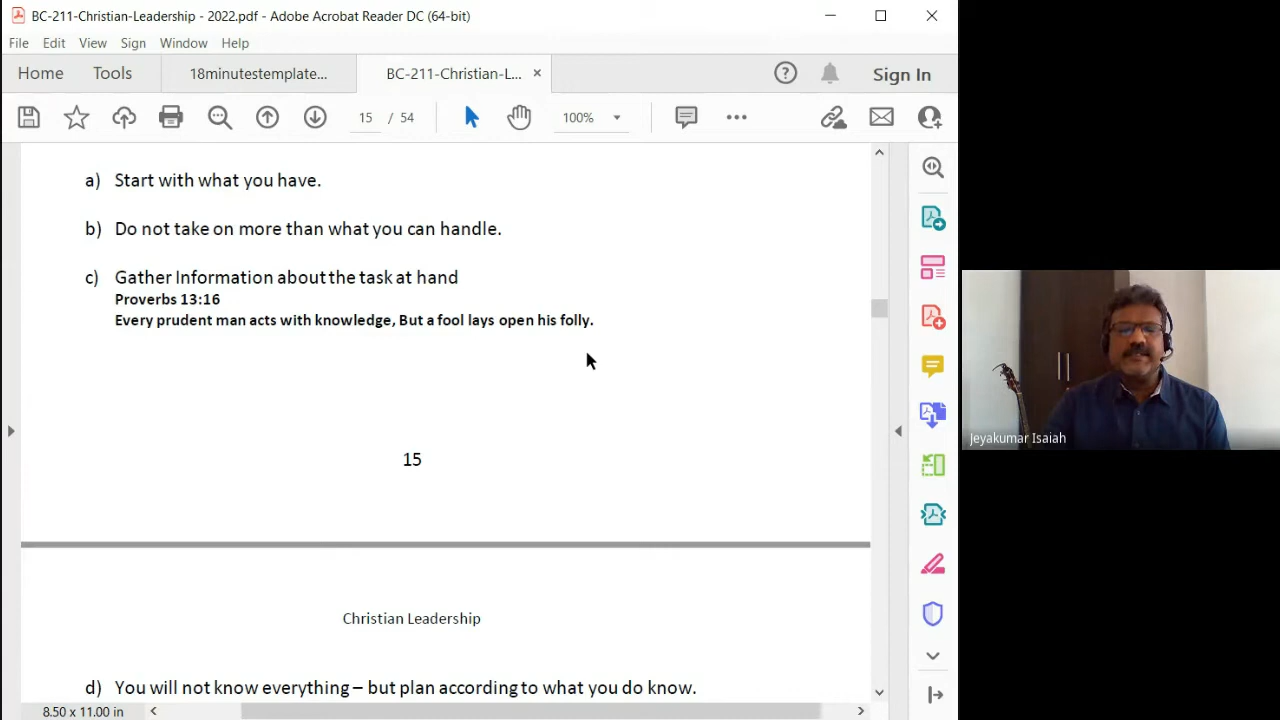 BC-211-Christian-Leadership - 2022.pdf - Adobe Acrobat Reader DC (64-bit)
File Edit View Sign Window Help
Home Tools 18minutestemplate... BC-211-Christian-L... Sign In
15 / 54 100%
a) Start with what you have.
b) Do not take on more than what you can handle.
c) Gather Information about the task at hand
Proverbs 13:16
Every prudent man acts with knowledge, But a fool lays open his folly.
15
Christian Leadership
d) You will not know everything – but plan according to what you do know.
8.50 x 11.00 in
Jeyakumar Isaiah